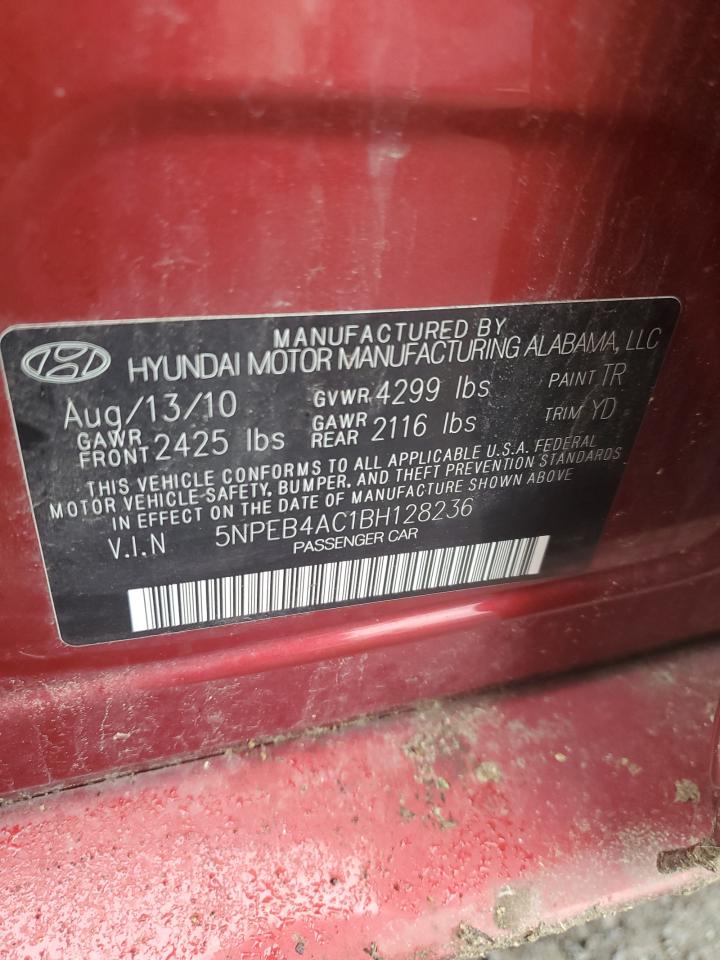 MANUFACTURED BY
HYUNDAI MOTOR MANUFACTURING ALABAMA, LLC
Aug/13/10 GVWR 4299 lbs PAINT TR
GAWR FRONT 2425 lbs GAWR REAR 2116 lbs TRIM YD
THIS VEHICLE CONFORMS TO ALL APPLICABLE U.S.A. FEDERAL
MOTOR VEHICLE SAFETY, BUMPER, AND THEFT PREVENTION STANDARDS
IN EFFECT ON THE DATE OF MANUFACTURE SHOWN ABOVE
V.I.N 5NPEB4AC1BH128236
PASSENGER CAR